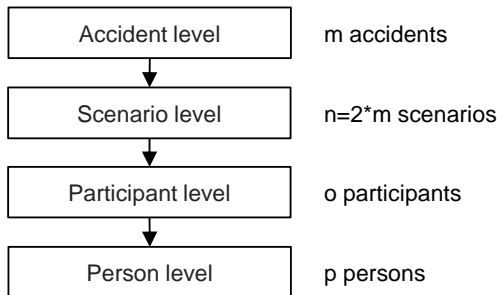 Accident level m accidents
Scenario level n=2*m scenarios
Participant level o participants
Person level p persons